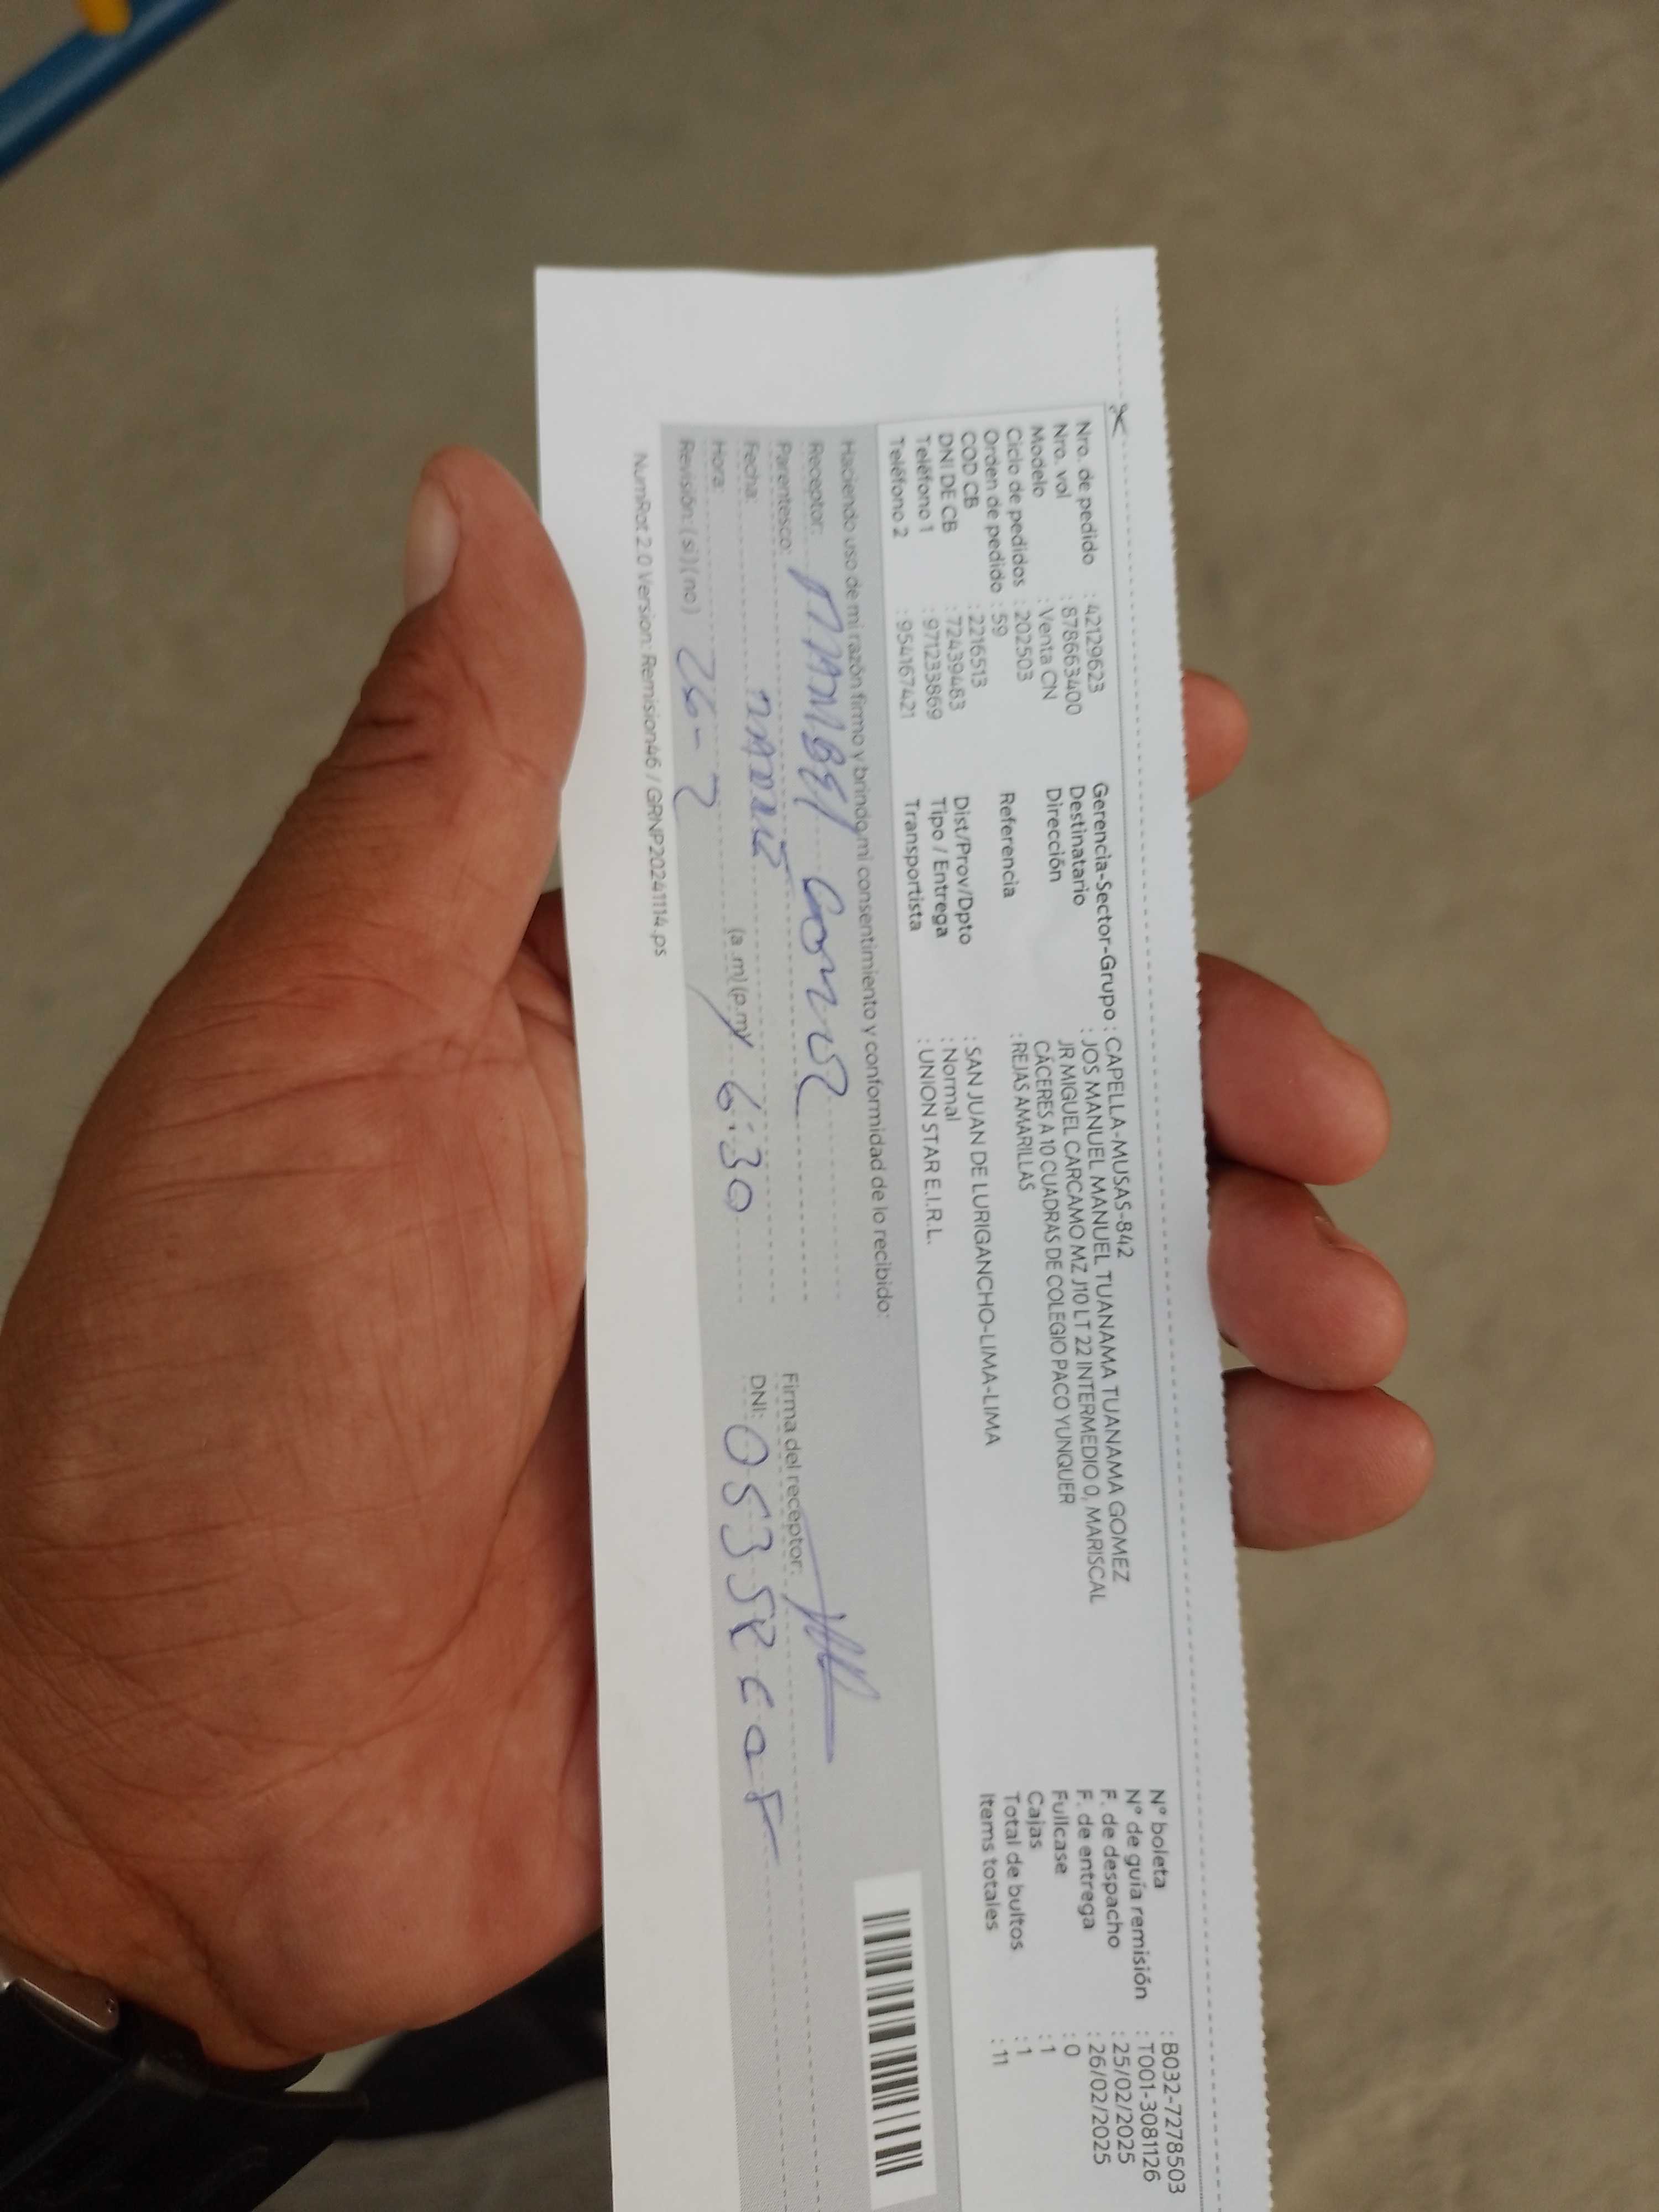 Nro. de pedido : 42129623
Nro. vol : 878663400
Modelo : Venta CN
Ciclo de pedidos : 202503
Orden de pedido : 59
COD CB : 2216513
DNI DE CB : 72439483
Teléfono 1 : 971233869
Teléfono 2 : 954167421
Gerencia-Sector-Grupo : CAPELLA-MUSAS-842
Destinatario : JOS MANUEL MANUEL TUANAMA TUANAMA GOMEZ
Dirección JR MIGUEL CARCAMO MZ J10 LT 22 INTERMEDIO 0, MARISCAL
CÁCERES A 10 CUADRAS DE COLEGIO PACO YUNQUER
Referencia : REJAS AMARILLAS
Dist/Prov/Dpto : SAN JUAN DE LURIGANCHO-LIMA-LIMA
Tipo / Entrega : Normal
Transportista : UNION STAR E.I.R.L.
N° boleta : B032-7278503
N° de guía remisión : T001-3081126
F. de despacho : 25/02/2025
F. de entrega : 26/02/2025
Fullcase : 0
Cajas : 1
Total de bultos : 1
Items totales : 11
Haciendo uso de mi razón firmo y brindo mi consentimiento y conformidad de lo recibido:
Receptor:
Parentesco:
Fecha:
Hora: (a.m)(p.m) 6:30
Revisión: (si)(no) 26-2
Firma del receptor:
DNI:
NumRot 2.0 Version: Remision46 / GRNP20241114.ps